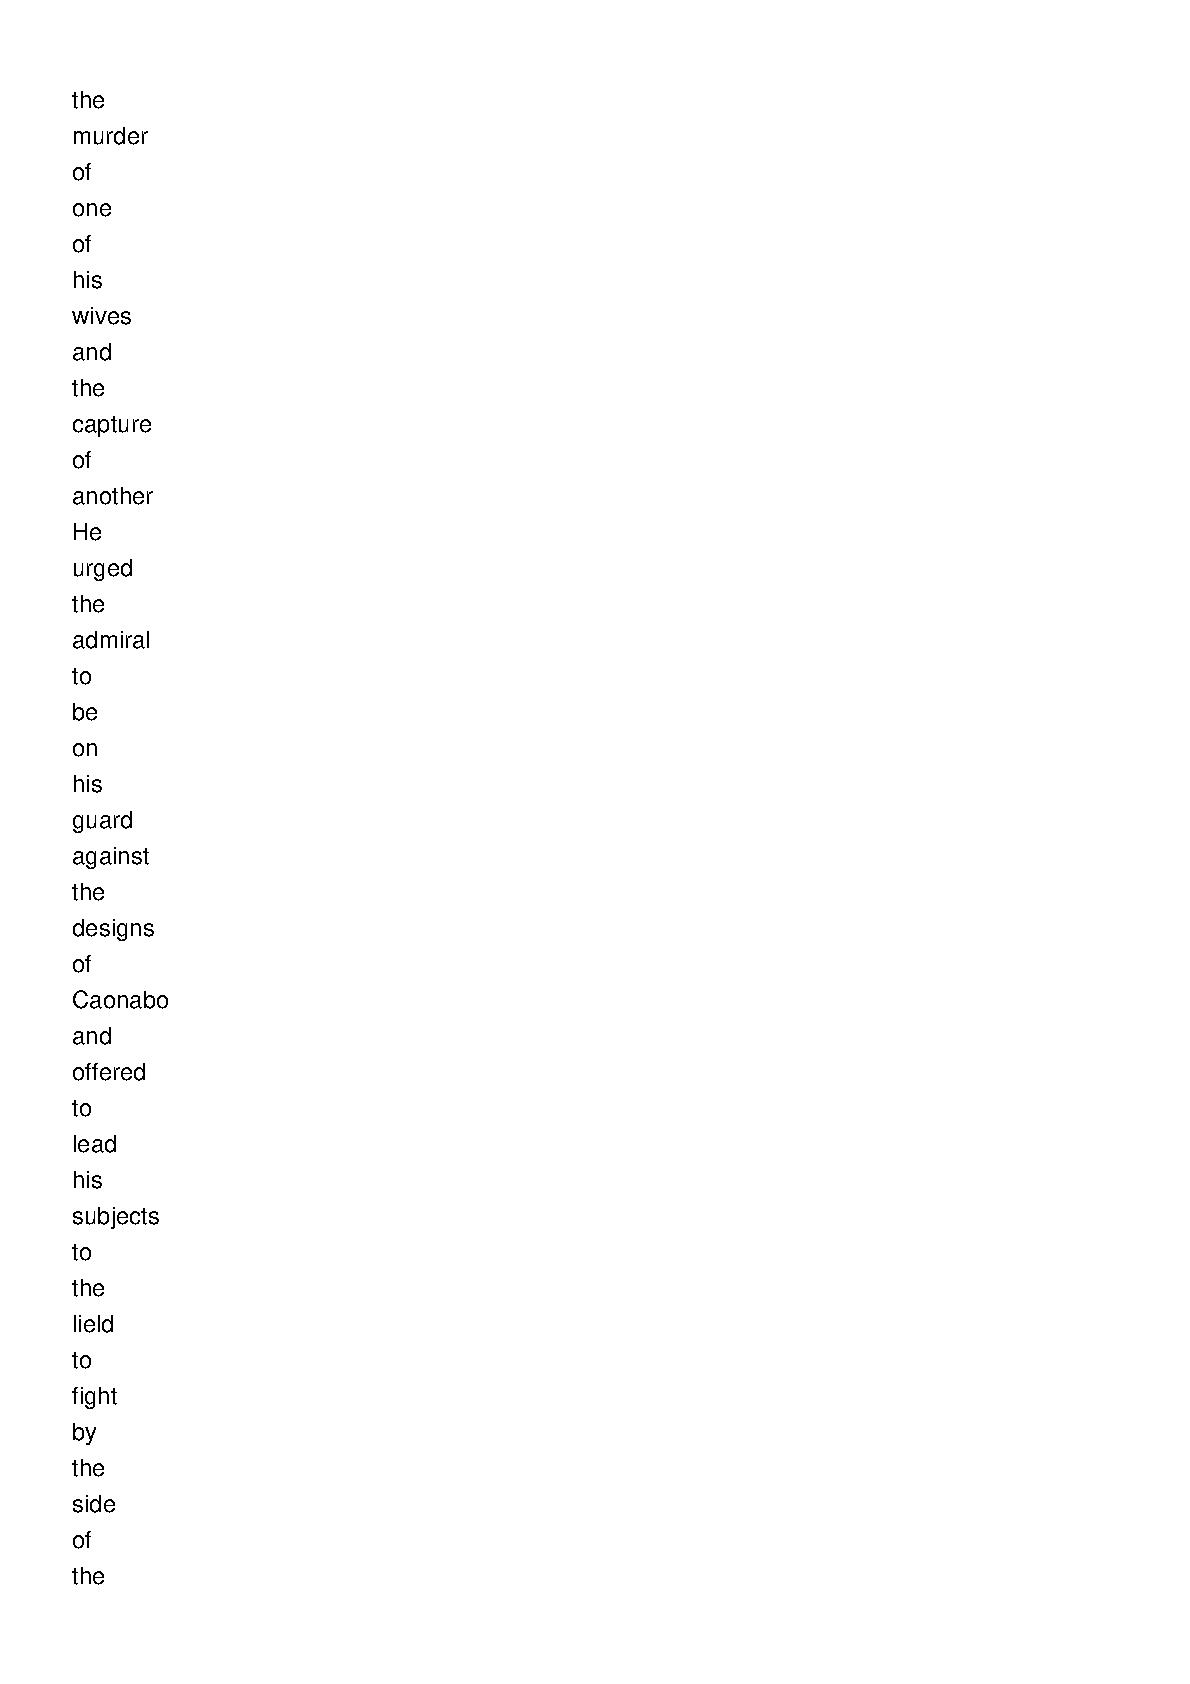 the
murder
of
one
of
his
wives
and
the
capture
of
another
He
urged
the
admiral
to
be
on
his
guard
against
the
designs
of
Caonabo
and
offered
to
lead
his
subjects
to
the
lield
to
fight
by
the
side
of
the